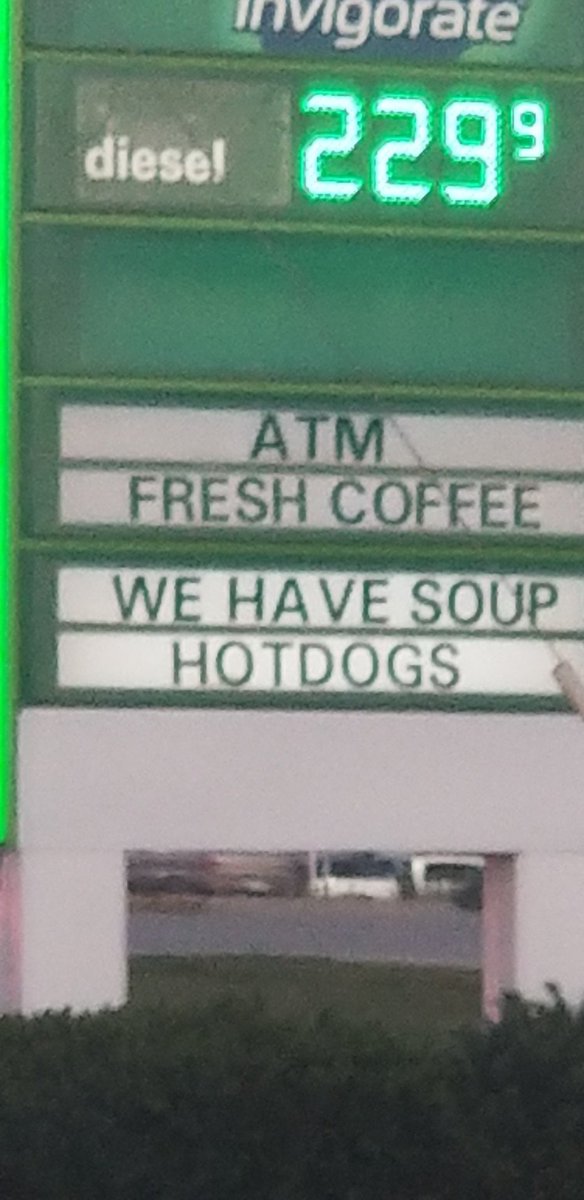 invigorate
diesel 229 9
ATM
FRESH COFFEE
WE HAVE SOUP
HOTDOGS